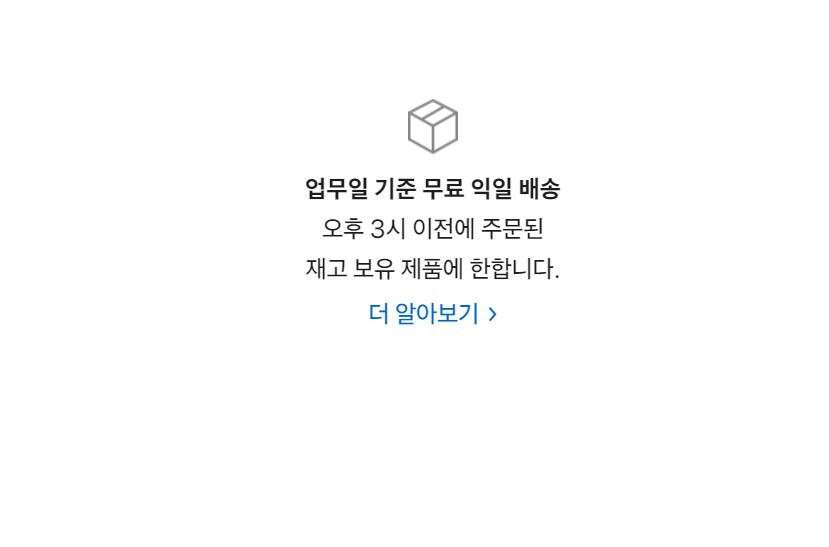 업무일 기준 무료 익일 배송
오후 3시 이전에 주문된
재고 보유 제품에 한합니다.
더 알아보기 >